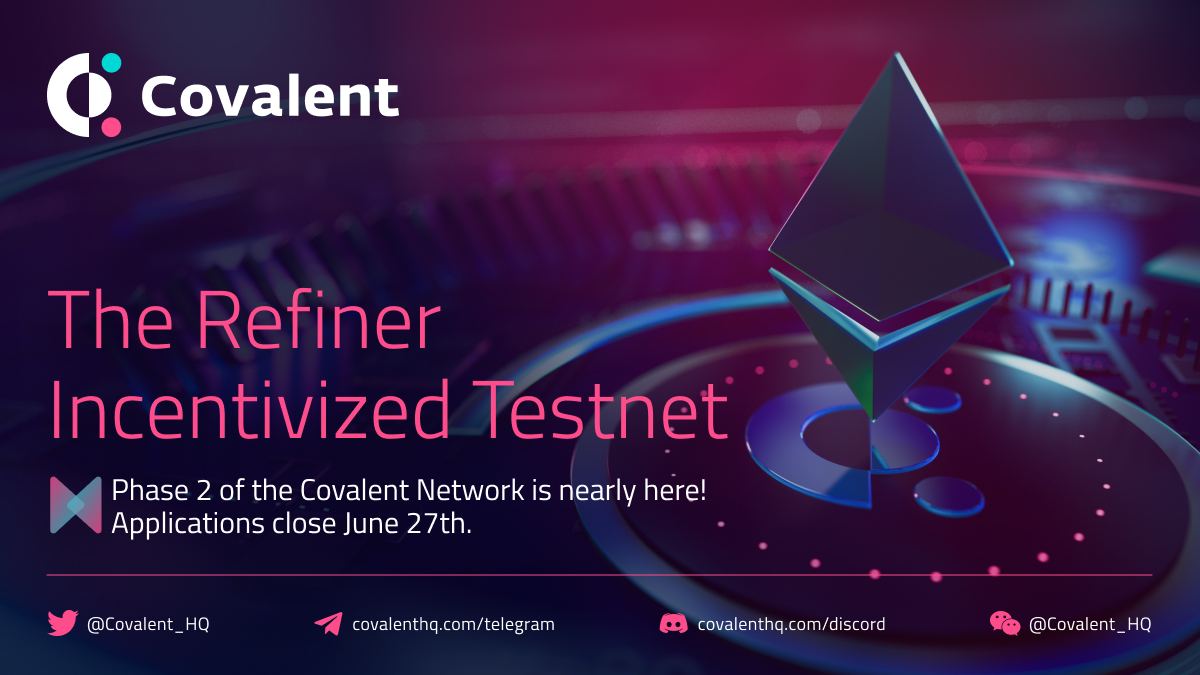 Covalent
The Refiner
Incentivized Testnet
Phase 2 of the Covalent Network is nearly here!
Applications close June 27th.
@Covalent_HQ
covalenthq.com/telegram
covalenthq.com/discord
@Covalent_HQ